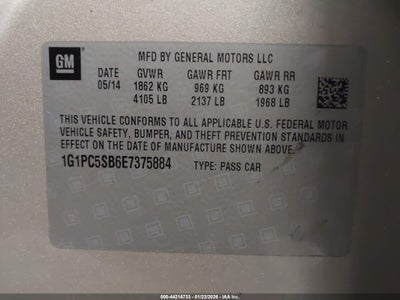 GM
MFD BY GENERAL MOTORS LLC
DATE GVWR GAWR FRT GAWR RR
05/14 1862 KG 969 KG 893 KG
4105 LB 2137 LB 1968 LB
THIS VEHICLE CONFORMS TO ALL APPLICABLE U.S. FEDERAL MOTOR
VEHICLE SAFETY, BUMPER, AND THEFT PREVENTION STANDARDS IN
EFFECT ON THE DATE OF MANUFACTURE SHOWN ABOVE.
1G1PC5SB6E7375884 TYPE: PASS CAR
000-44218733 - 01/23/2026 - IAA Holdings, LLC